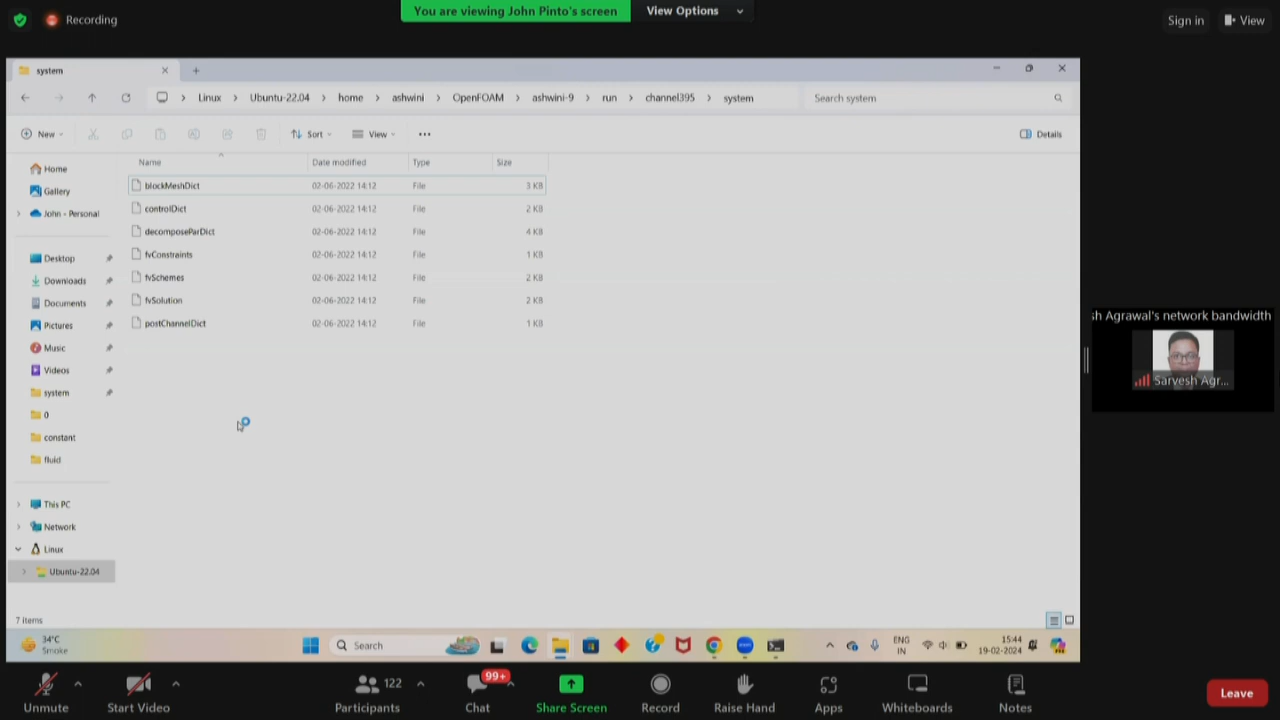 Recording
You are viewing John Pinto's screen
View Options
Sign in
View
system
Linux > Ubuntu-22.04 > home > ashwini > OpenFOAM > ashwini-9 > run > channel395 > system
Search system
New
Sort
View
Details
Name Date modified Type Size
Home
Gallery
John - Personal
Desktop
Downloads
Documents
Pictures
Music
Videos
system
0
constant
fluid
This PC
Network
Linux
Ubuntu-22.04
blockMeshDict 02-06-2022 14:12 File 3 KB
controlDict 02-06-2022 14:12 File 2 KB
decomposeParDict 02-06-2022 14:12 File 4 KB
fvConstraints 02-06-2022 14:12 File 1 KB
fvSchemes 02-06-2022 14:12 File 2 KB
fvSolution 02-06-2022 14:12 File 2 KB
postChannelDict 02-06-2022 14:12 File 1 KB
7 items
sh Agrawal's network bandwidth
Sarvesh Agr...
34°C
Smoke
Search
ENG
IN
15:44
19-02-2024
Unmute
Start Video
122
Participants
99+
Chat
Share Screen
Record
Raise Hand
Apps
Whiteboards
Notes
Leave